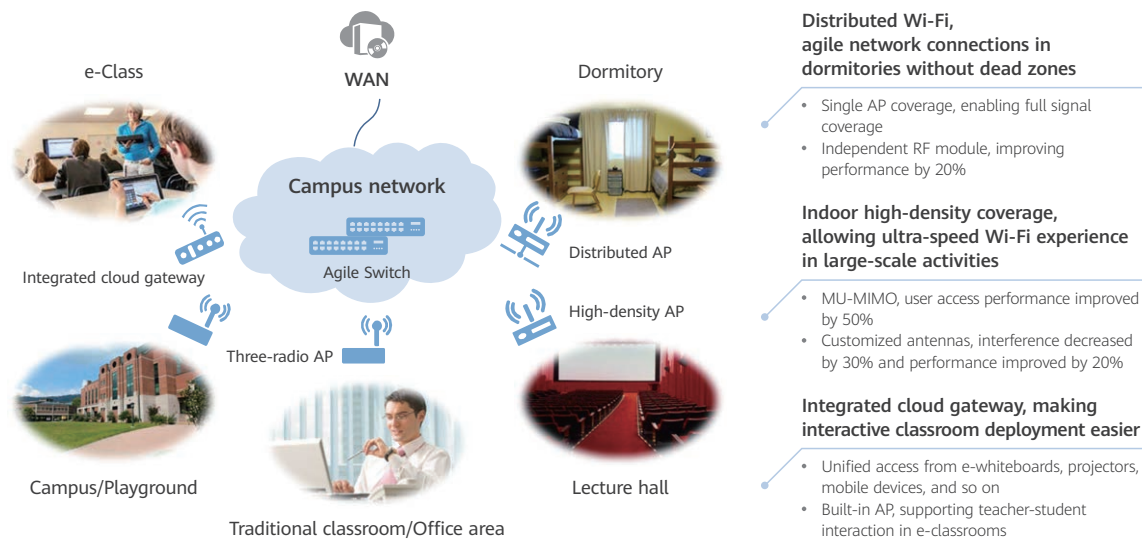 WAN
e-Class
Dormitory
Campus network
Agile Switch
Integrated cloud gateway
Distributed AP
High-density AP
Three-radio AP
Campus/Playground
Lecture hall
Traditional classroom/Office area
Distributed Wi-Fi,
agile network connections in
dormitories without dead zones
• Single AP coverage, enabling full signal
coverage
• Independent RF module, improving
performance by 20%
Indoor high-density coverage,
allowing ultra-speed Wi-Fi experience
in large-scale activities
• MU-MIMO, user access performance improved
by 50%
• Customized antennas, interference decreased
by 30% and performance improved by 20%
Integrated cloud gateway, making
interactive classroom deployment easier
• Unified access from e-whiteboards, projectors,
mobile devices, and so on
• Built-in AP, supporting teacher-student
interaction in e-classrooms